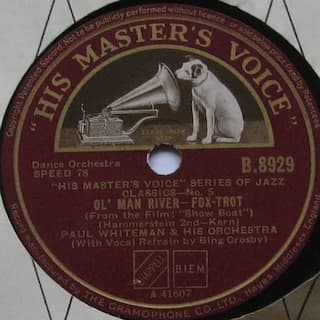 "HIS MASTER'S VOICE"
Dance Orchestra
SPEED 78
B.8929
"HIS MASTER'S VOICE" SERIES OF JAZZ
CLASSICS—No. 5
OL' MAN RIVER—FOX-TROT
(From the Film: "Show Boat")
(Hammerstein 2nd—Kern)
PAUL WHITEMAN & HIS ORCHESTRA
(With Vocal Refrain by Bing Crosby)
CHAPPELL
B.I.E.M
A.41607
THE GRAMOPHONE CO. LTD. Hayes Middlesex